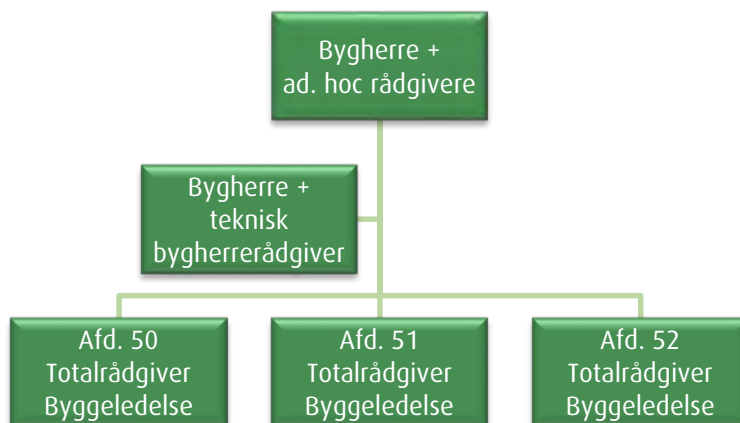 Bygherre +
ad. hoc rådgivere
Bygherre +
teknisk
bygherrerådgiver
Afd. 50
Totalrådgiver
Byggeledelse
Afd. 51
Totalrådgiver
Byggeledelse
Afd. 52
Totalrådgiver
Byggeledelse